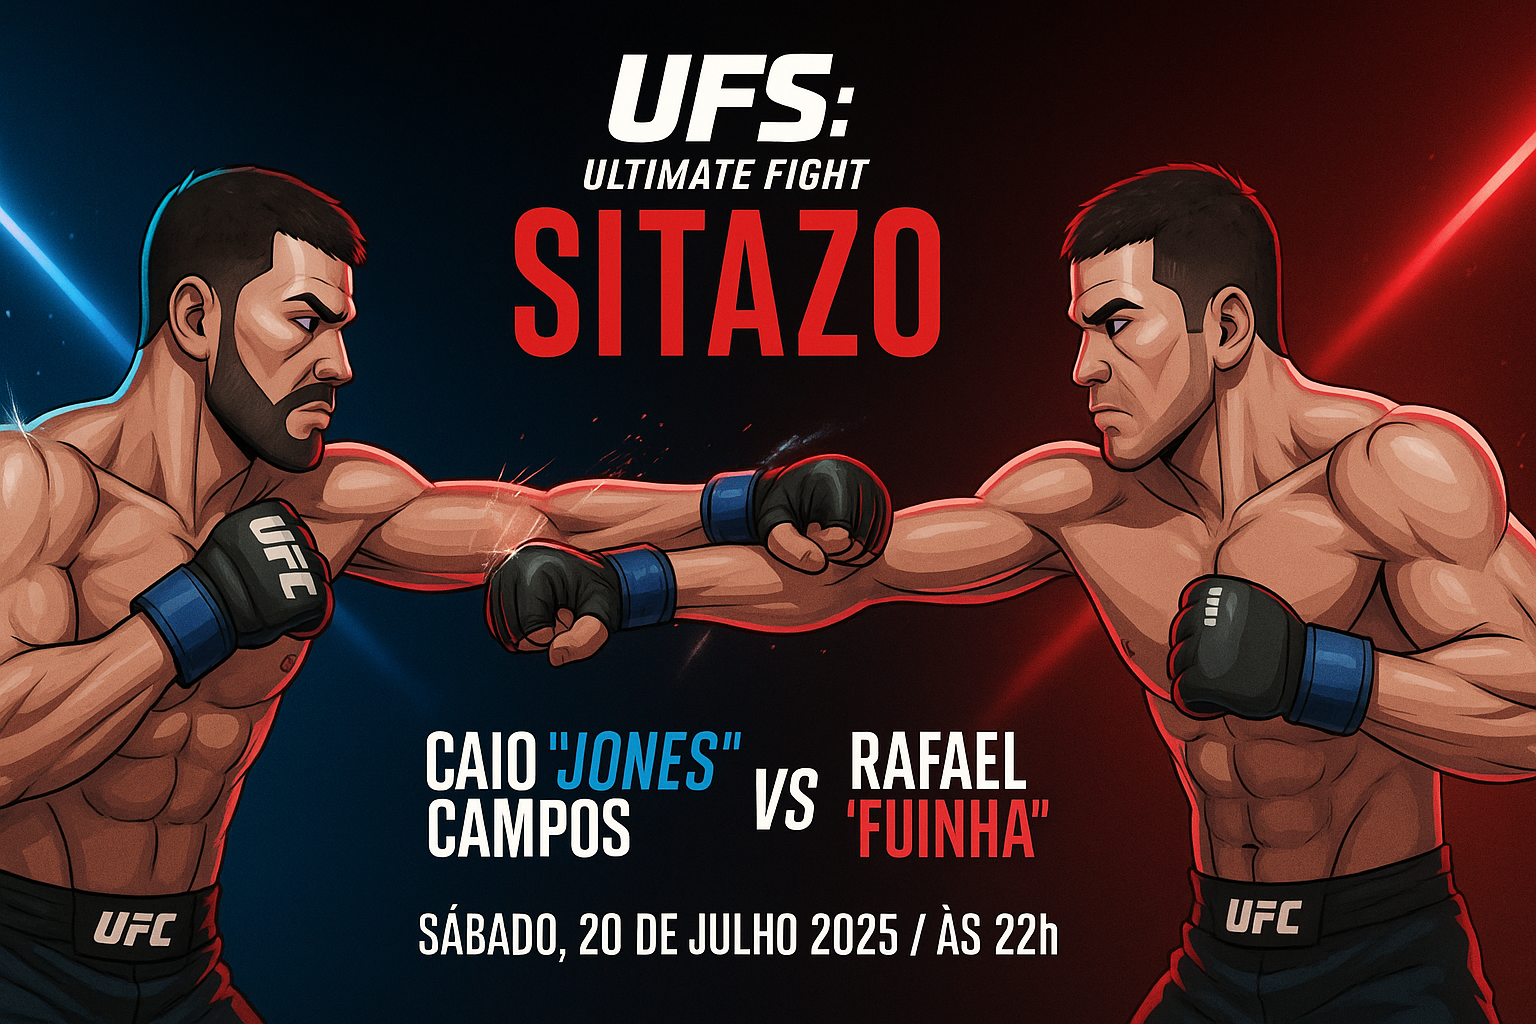 UFS:
ULTIMATE FIGHT
SITAZO
UFC
CAIO "JONES"
CAMPOS
VS
RAFAEL
'FUINHA"
UFC
UFC
SÁBADO, 20 DE JULHO 2025 / ÀS 22h